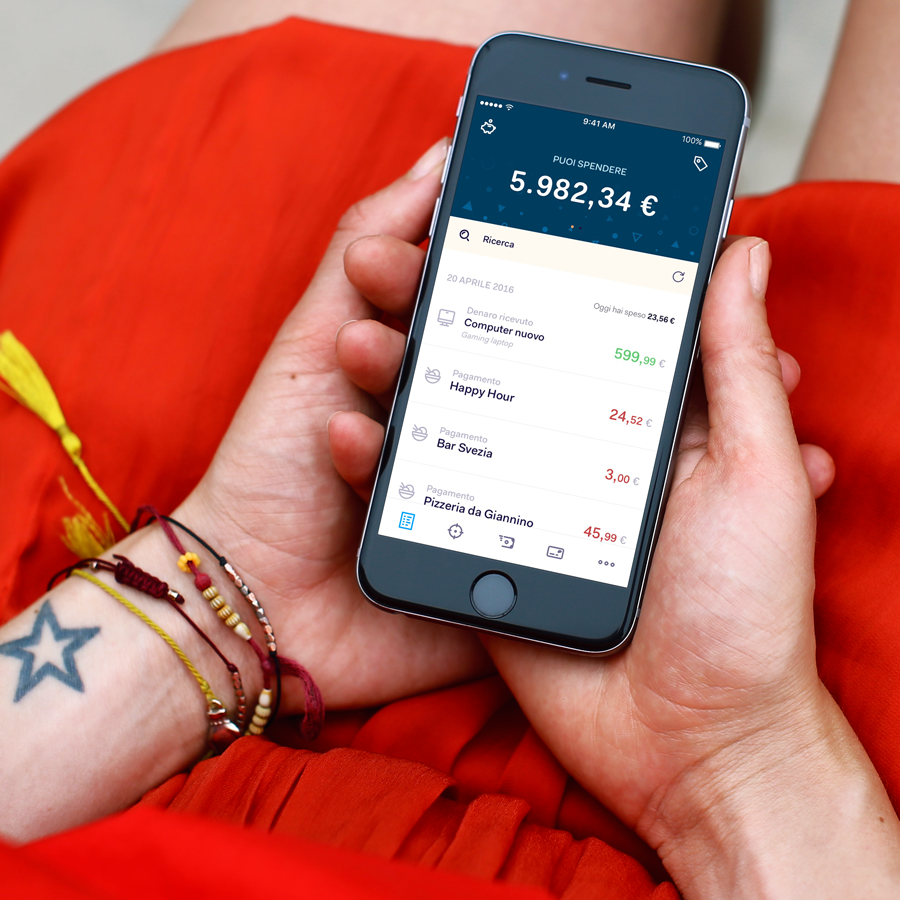 9:41 AM
100%
PUOI SPENDERE
5.982,34 €
Ricerca
20 APRILE 2016
Oggi hai speso 23,56 €
Denaro ricevuto
Computer nuovo
Gaming laptop
599,99 €
Pagamento
Happy Hour
24,52 €
Pagamento
Bar Svezia
3,00 €
Pagamento
Pizzeria da Giannino
45,99 €